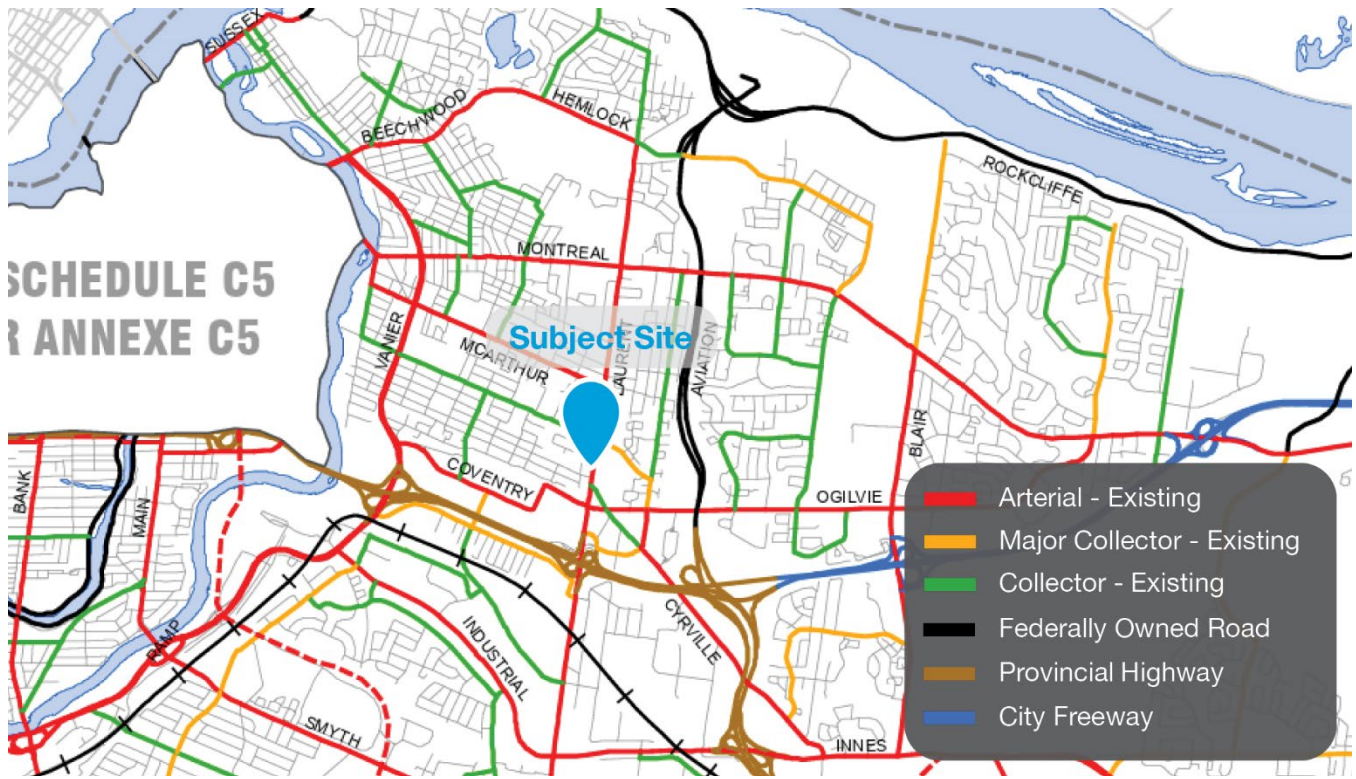 SUSSEX
BEECHWOOD
HEMLOCK
ROCKCLIFFE
MONTREAL
SCHEDULE C5
R ANNEXE C5
VANIER
Subject Site
MCARTHUR
LAURENT
AVIATION
BLAIR
COVENTRY
OGILVIE
BANK
MAIN
RAMP
INDUSTRIAL
CYRVILLE
SMYTH
INNES
Arterial - Existing
Major Collector - Existing
Collector - Existing
Federally Owned Road
Provincial Highway
City Freeway